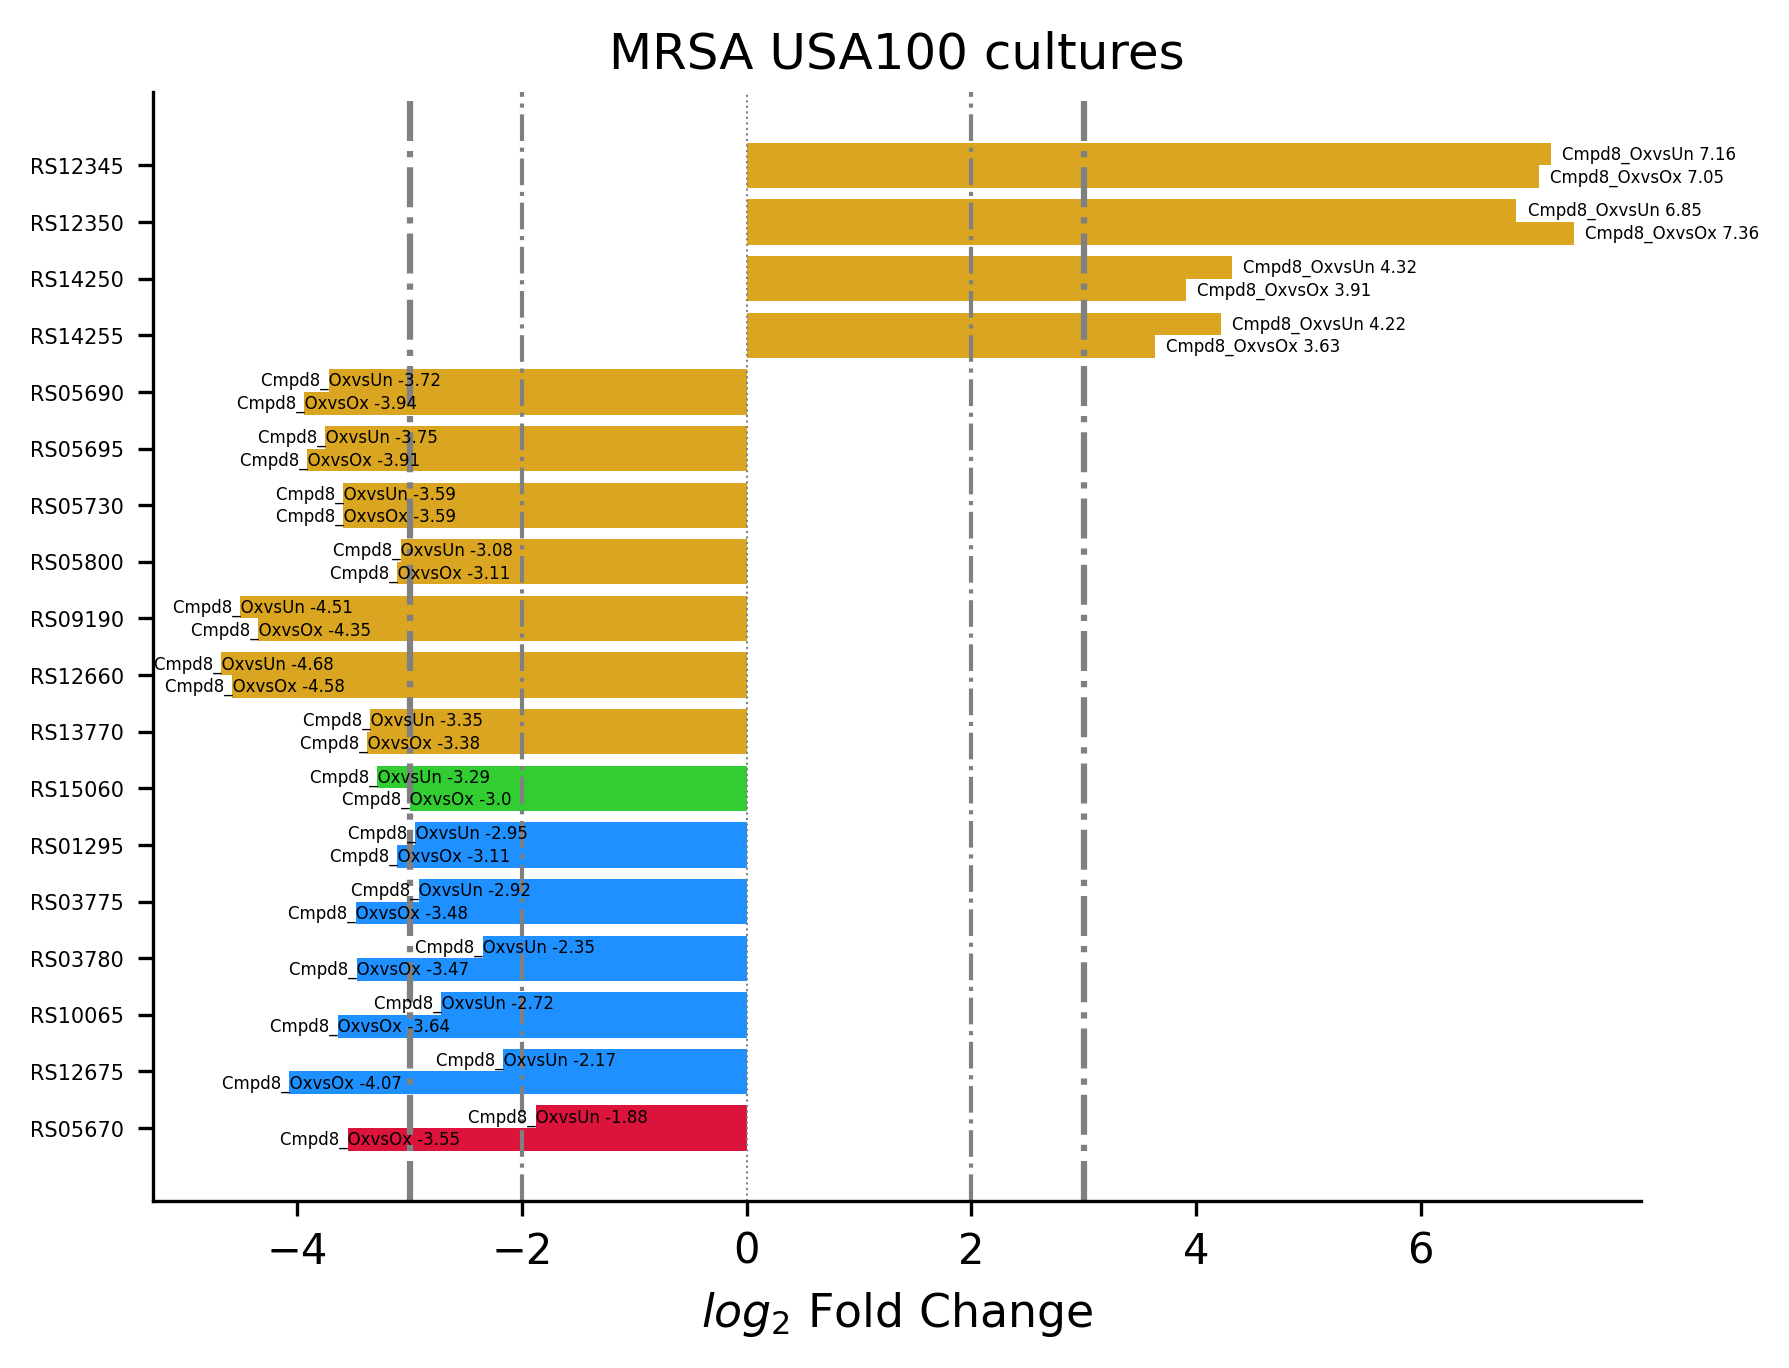 MRSA USA100 cultures
RS12345
Cmpd8_OxvsUn 7.16
Cmpd8_OxvsOx 7.05
RS12350
Cmpd8_OxvsUn 6.85
Cmpd8_OxvsOx 7.36
RS14250
Cmpd8_OxvsUn 4.32
Cmpd8_OxvsOx 3.91
RS14255
Cmpd8_OxvsUn 4.22
Cmpd8_OxvsOx 3.63
RS05690
Cmpd8_OxvsUn -3.72
Cmpd8_OxvsOx -3.94
RS05695
Cmpd8_OxvsUn -3.75
Cmpd8_OxvsOx -3.91
RS05730
Cmpd8_OxvsUn -3.59
Cmpd8_OxvsOx -3.59
RS05800
Cmpd8_OxvsUn -3.08
Cmpd8_OxvsOx -3.11
RS09190
Cmpd8_OxvsUn -4.51
Cmpd8_OxvsOx -4.35
RS12660
Cmpd8_OxvsUn -4.68
Cmpd8_OxvsOx -4.58
RS13770
Cmpd8_OxvsUn -3.35
Cmpd8_OxvsOx -3.38
RS15060
Cmpd8_OxvsUn -3.29
Cmpd8_OxvsOx -3.0
RS01295
Cmpd8_OxvsUn -2.95
Cmpd8_OxvsOx -3.11
RS03775
Cmpd8_OxvsUn -2.92
Cmpd8_OxvsOx -3.48
RS03780
Cmpd8_OxvsUn -2.35
Cmpd8_OxvsOx -3.47
RS10065
Cmpd8_OxvsUn -2.72
Cmpd8_OxvsOx -3.64
RS12675
Cmpd8_OxvsUn -2.17
Cmpd8_OxvsOx -4.07
RS05670
Cmpd8_OxvsUn -1.88
Cmpd8_OxvsOx -3.55
−4 −2 0 2 4 6
log₂ Fold Change